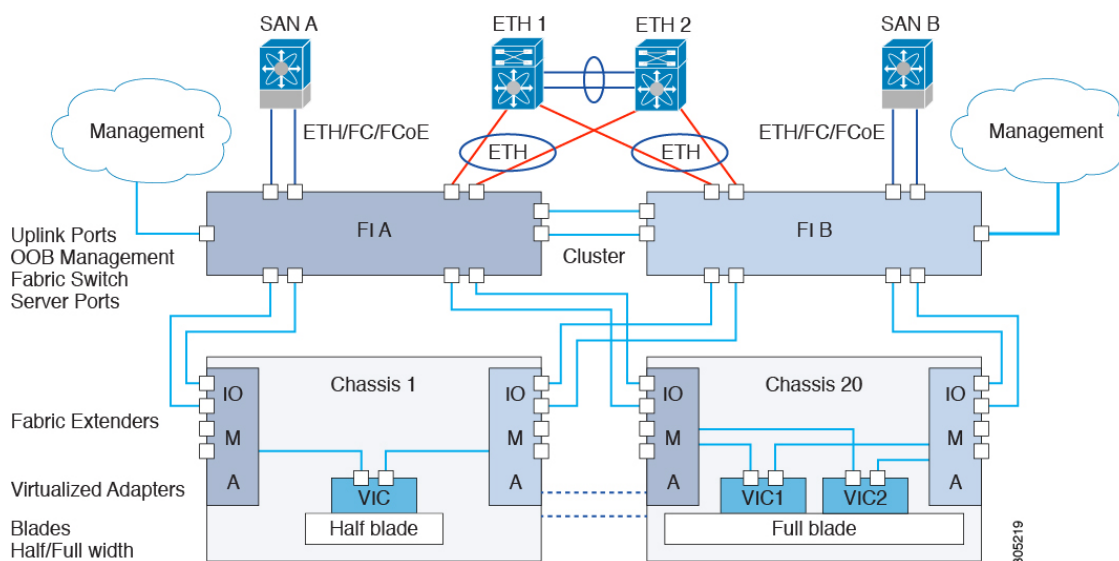 SAN A
ETH 1
ETH 2
SAN B
Management
ETH/FC/FCoE
ETH
ETH
ETH/FC/FCoE
Management
FI A
FI B
Cluster
Uplink Ports
OOB Management
Fabric Switch
Server Ports
Chassis 1
Chassis 20
IO
M
A
IO
M
A
IO
M
A
IO
M
A
Fabric Extenders
Virtualized Adapters
VIC
VIC1
VIC2
Blades
Half/Full width
Half blade
Full blade
305219